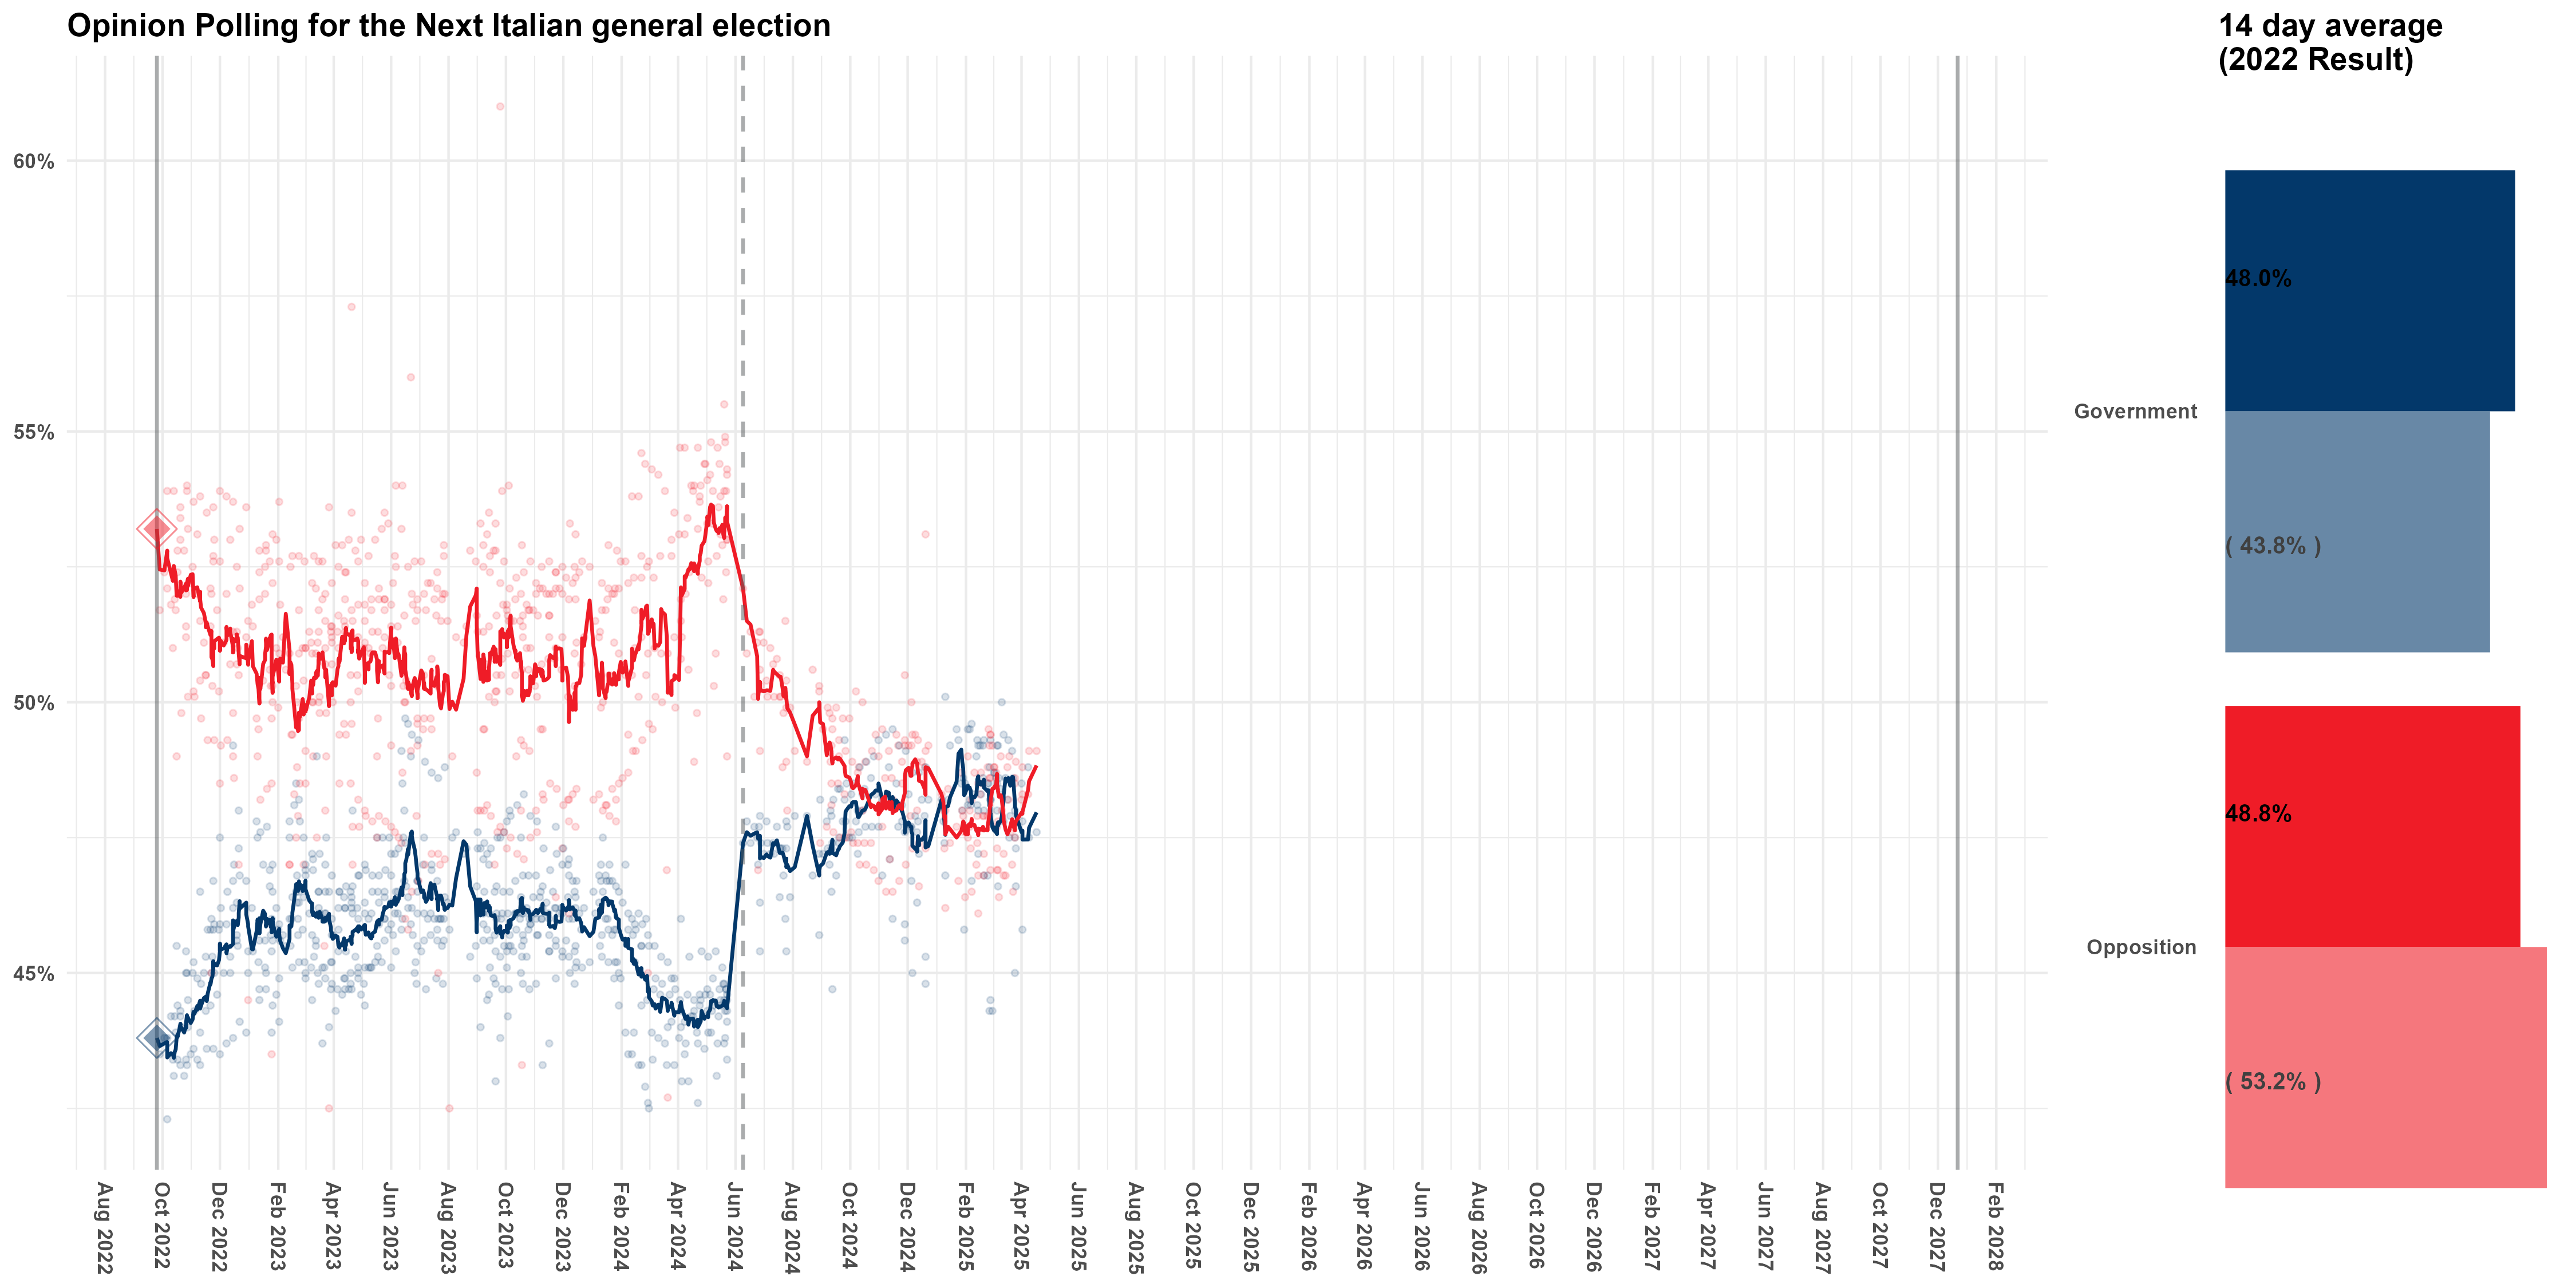 Opinion Polling for the Next Italian general election
14 day average
(2022 Result)
60%
55%
50%
45%
Aug 2022
Oct 2022
Dec 2022
Feb 2023
Apr 2023
Jun 2023
Aug 2023
Oct 2023
Dec 2023
Feb 2024
Apr 2024
Jun 2024
Aug 2024
Oct 2024
Dec 2024
Feb 2025
Apr 2025
Jun 2025
Aug 2025
Oct 2025
Dec 2025
Feb 2026
Apr 2026
Jun 2026
Aug 2026
Oct 2026
Dec 2026
Feb 2027
Apr 2027
Jun 2027
Aug 2027
Oct 2027
Dec 2027
Feb 2028
Government
48.0%
( 43.8% )
Opposition
48.8%
( 53.2% )